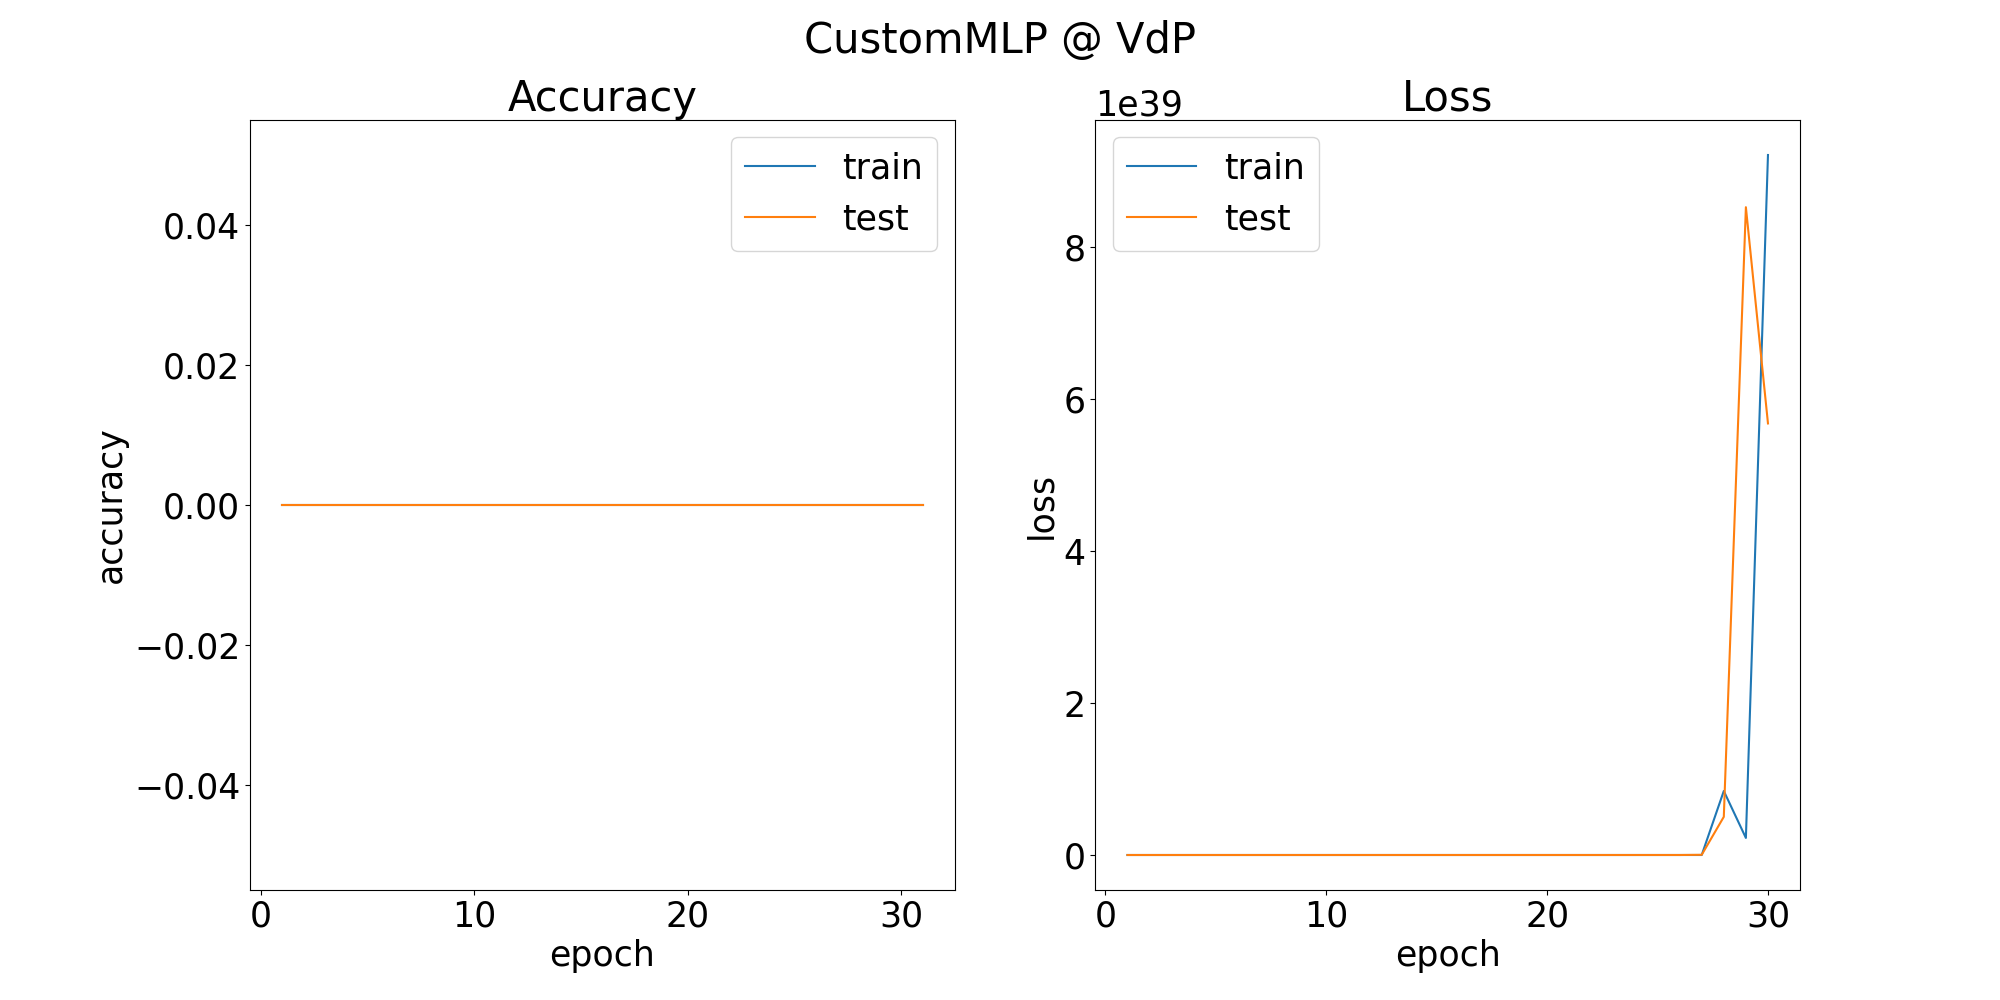 CustomMLP @ VdP
Accuracy
train
test
0.04
0.02
0.00
−0.02
−0.04
accuracy
0 10 20 30
epoch
Loss
1e39
train
test
8
6
4
2
0
loss
0 10 20 30
epoch